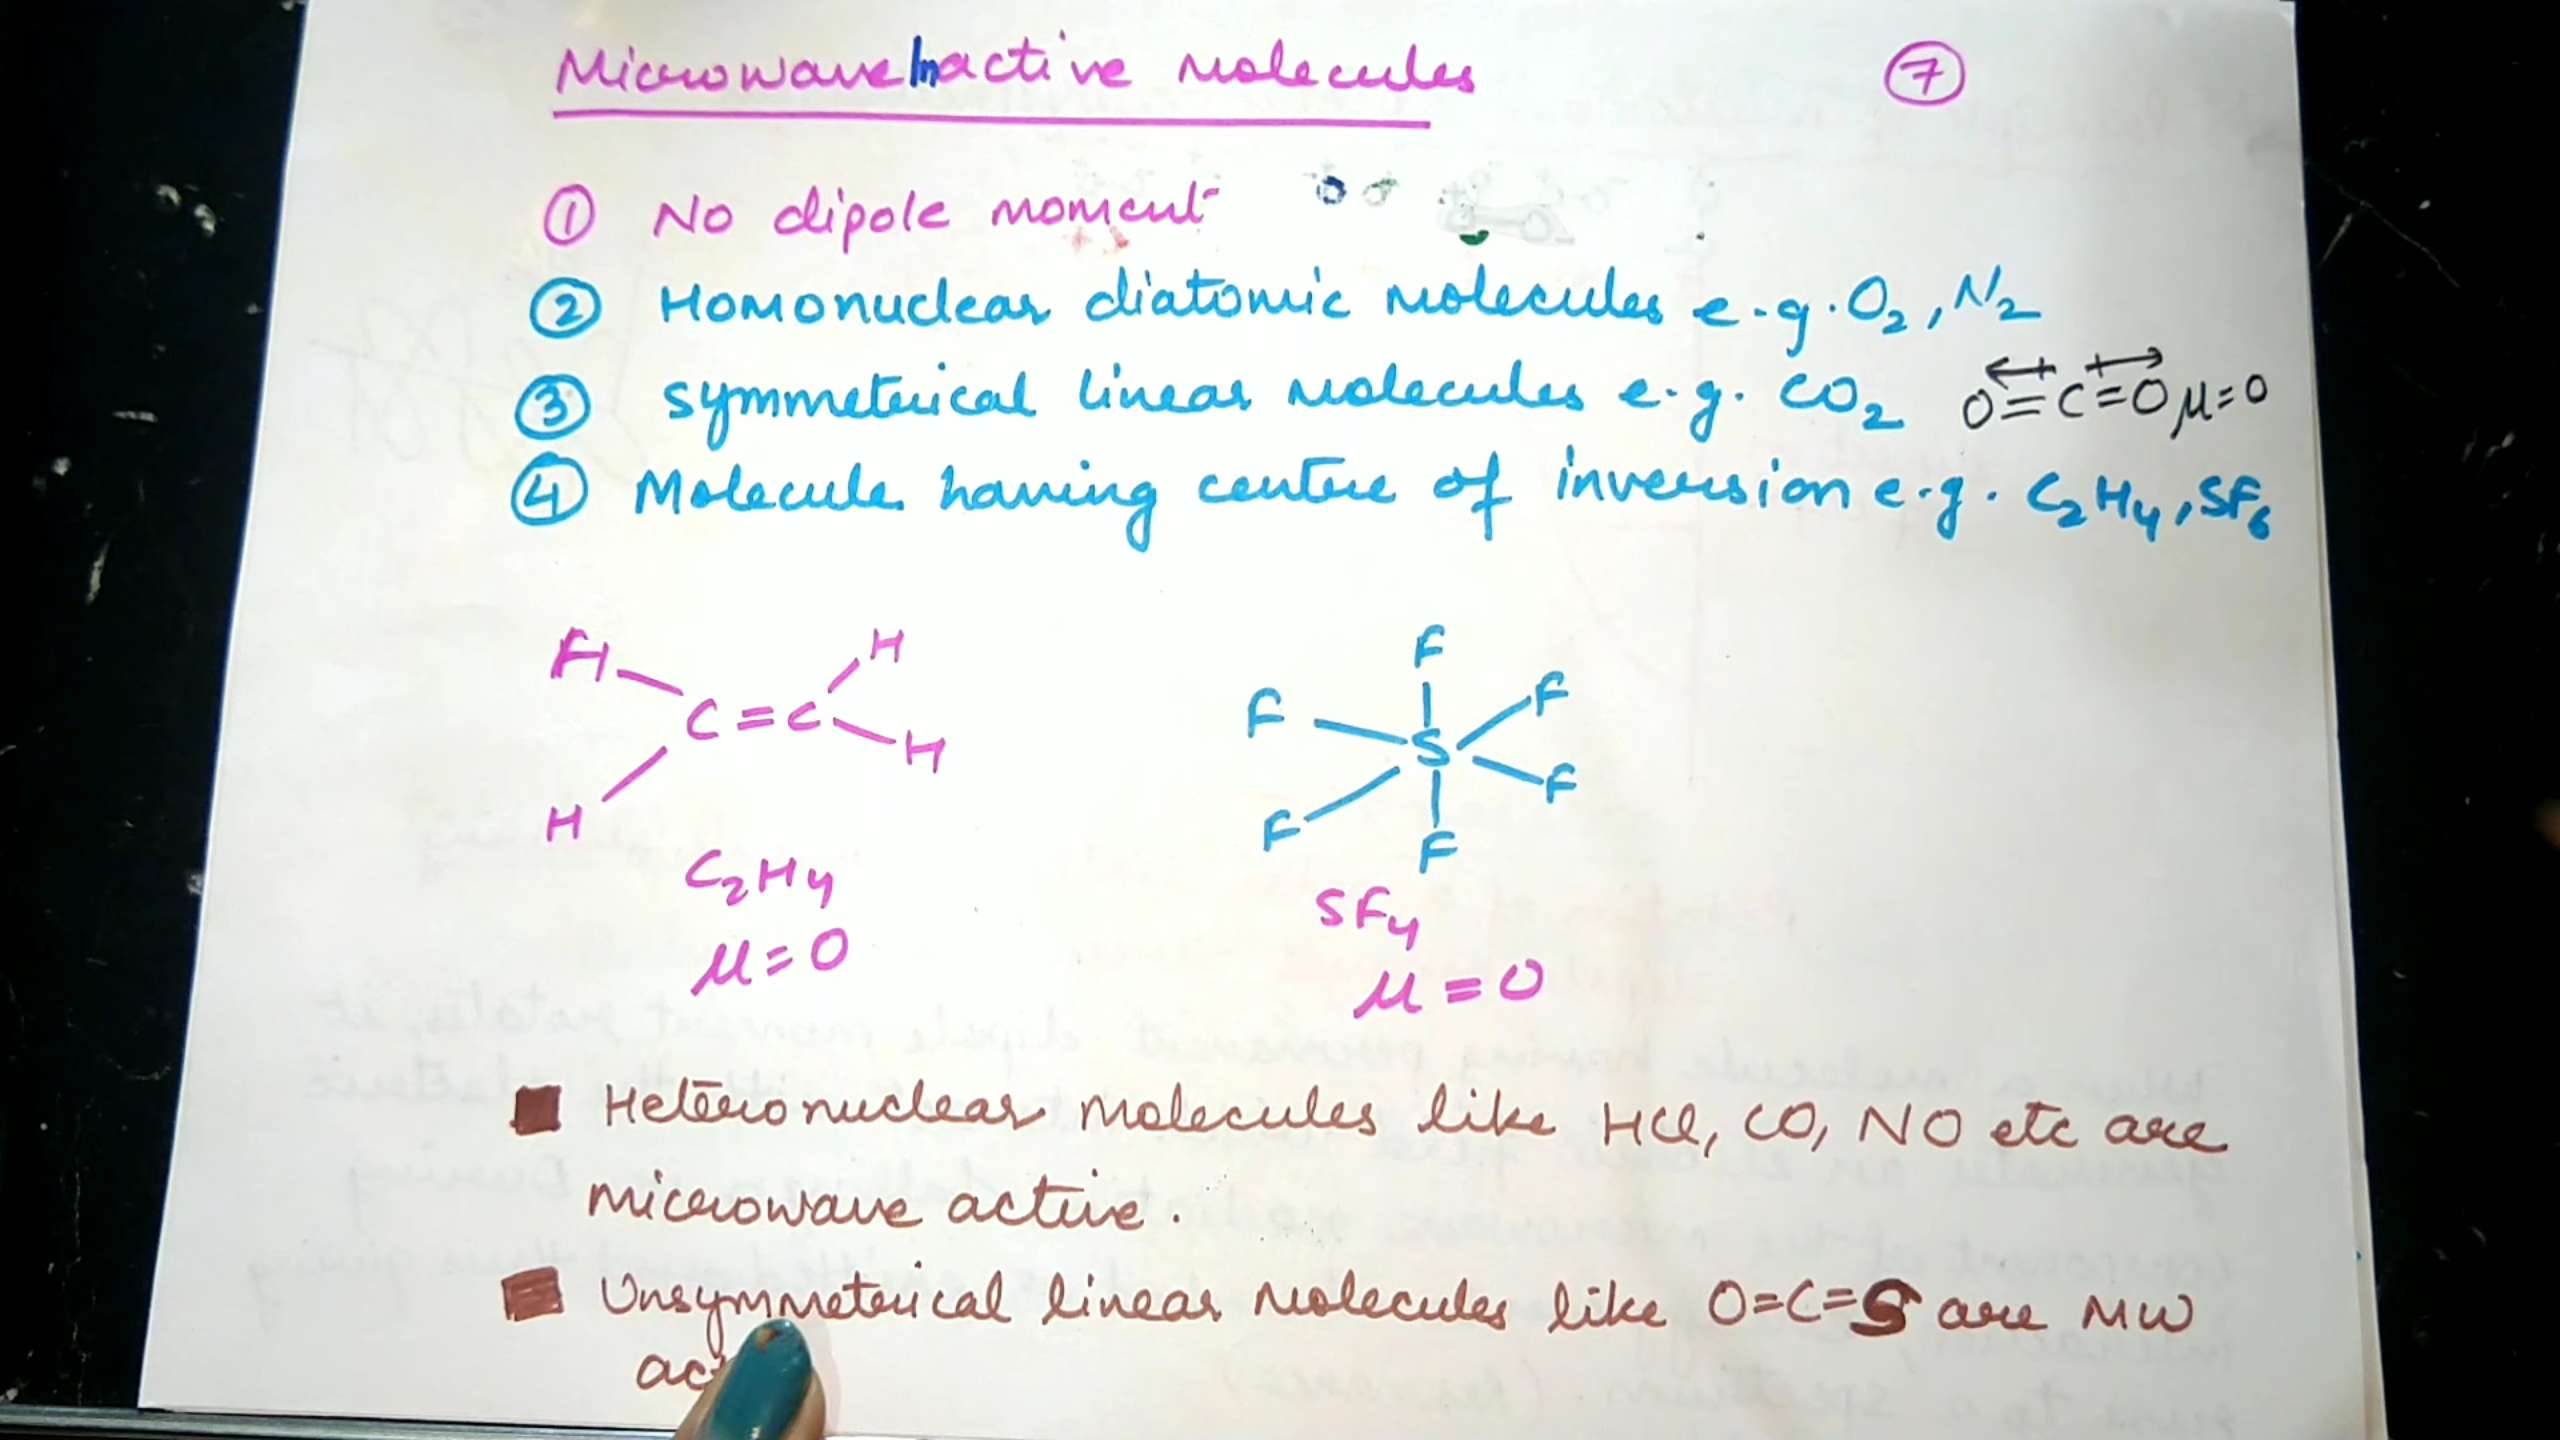 Microwave Inactive Molecules
7
① No dipole moment
② Homonuclear diatomic molecules e.g. O₂, N₂
③ symmetrical linear molecules e.g. CO₂ O=C=O μ=0
④ Molecule having centre of inversion e.g. C₂H₄, SF₆
H H
C=C
H
H
C₂H₄
μ=0
F
F F
S
F
F
F
SF₄
μ=0
■ Heteronuclear molecules like HCl, CO, NO etc are
microwave active.
■ Unsymmetrical linear molecules like O=C=S are MW